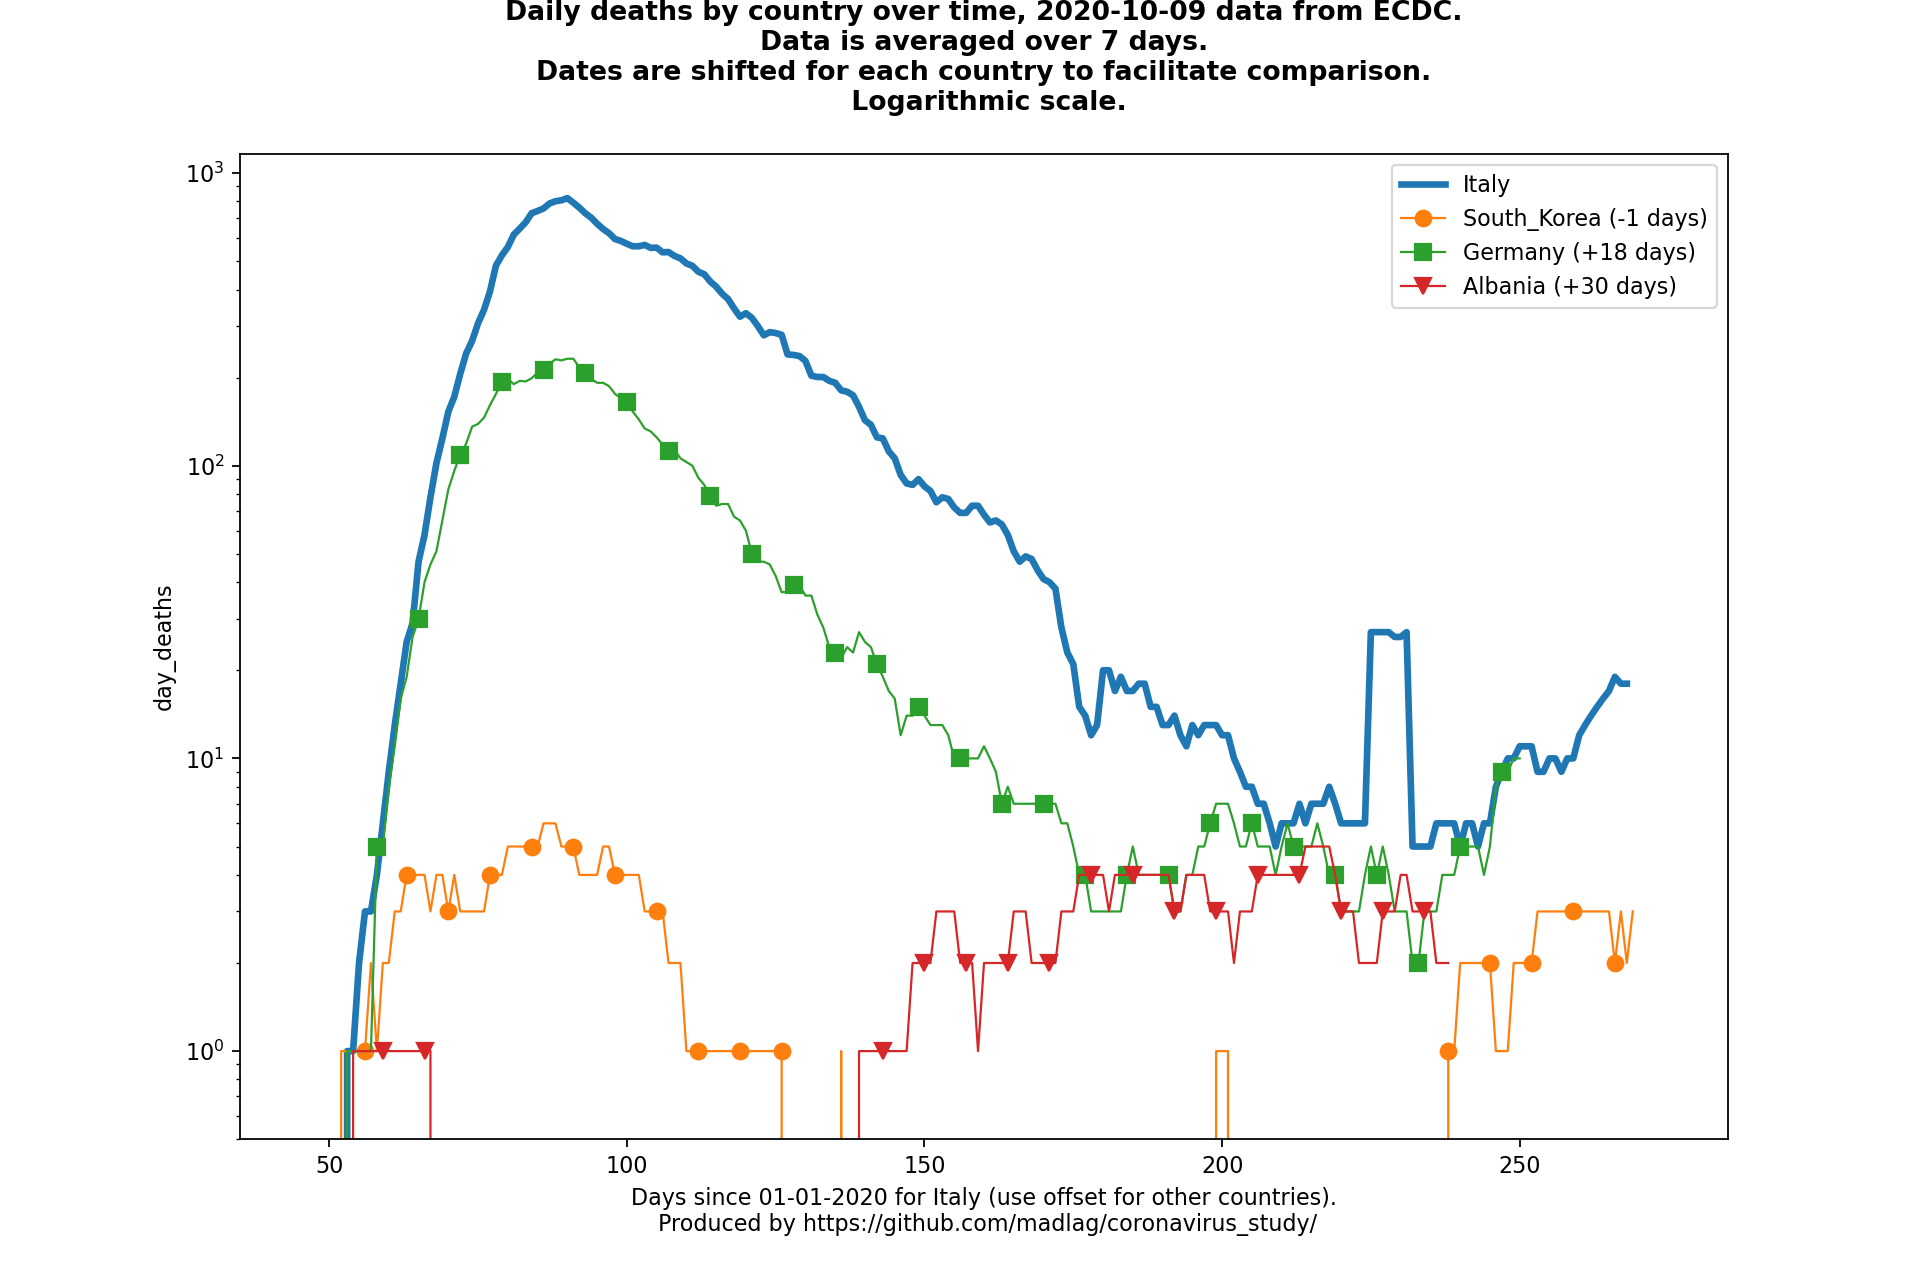 Daily deaths by country over time, 2020-10-09 data from ECDC.
Data is averaged over 7 days.
Dates are shifted for each country to facilitate comparison.
Logarithmic scale.
10³
10²
10¹
10⁰
day_deaths
Italy
South_Korea (-1 days)
Germany (+18 days)
Albania (+30 days)
50 100 150 200 250
Days since 01-01-2020 for Italy (use offset for other countries).
Produced by https://github.com/madlag/coronavirus_study/